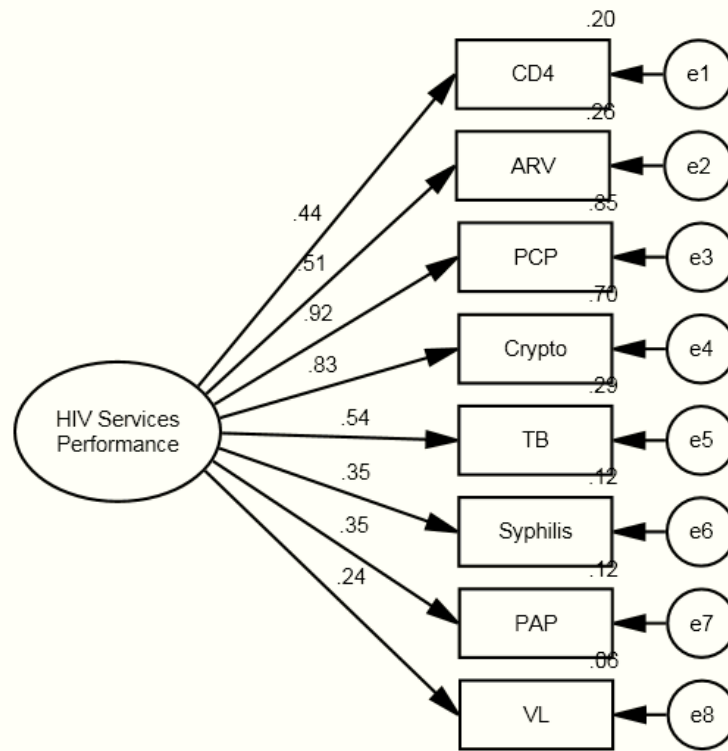 .20
CD4
e1
.26
ARV
e2
.85
.44
PCP
e3
.51
.70
.92
Crypto
e4
.83
.29
HIV Services
Performance
.54
TB
e5
.12
.35
Syphilis
e6
.35
.12
.24
PAP
e7
.06
VL
e8